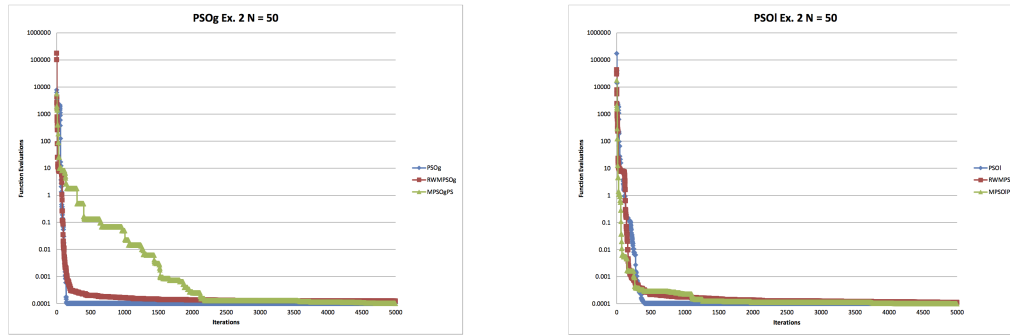 PSOg Ex. 2 N = 50
1000000
100000
10000
1000
100
10
1
0.1
0.01
0.001
0.0001
Function Evaluations
0 500 1000 1500 2000 2500 3000 3500 4000 4500 5000
Iterations
PSOg
RWMPSOg
MPSOgPS
PSOl Ex. 2 N = 50
1000000
100000
10000
1000
100
10
1
0.1
0.01
0.001
0.0001
Function Evaluations
0 500 1000 1500 2000 2500 3000 3500 4000 4500 5000
Iterations
PSOl
RWMPS
MPSOlP